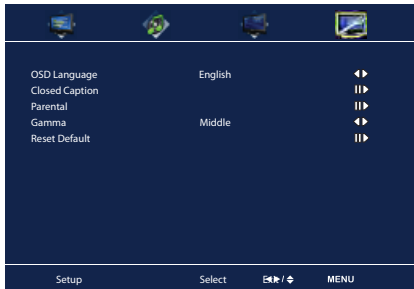 OSD Language English
Closed Caption
Parental
Gamma Middle
Reset Default
Setup Select / MENU